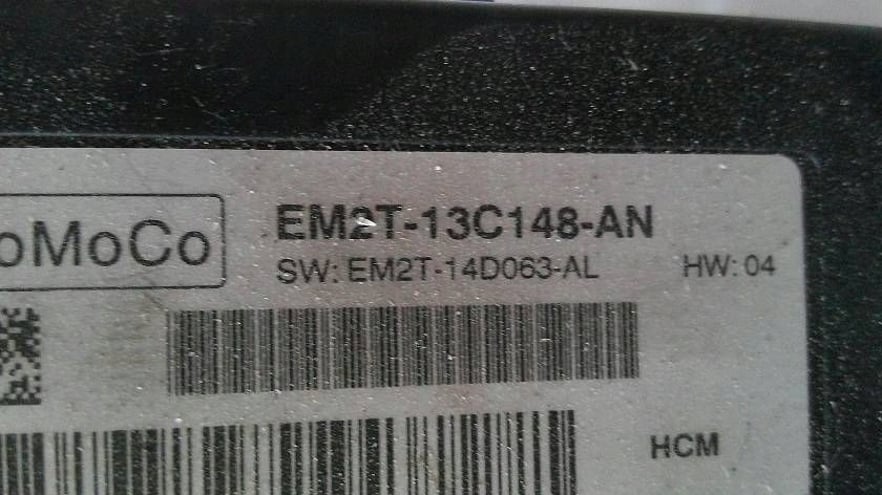 oMoCo
EM2T-13C148-AN
SW: EM2T-14D063-AL HW: 04
HCM